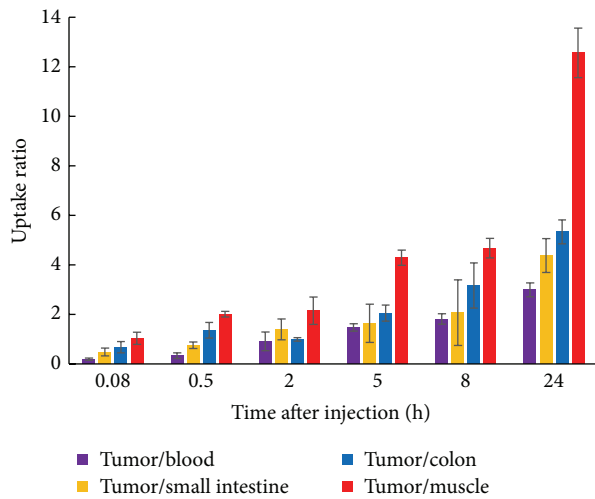 14
12
10
8
6
4
2
0
Uptake ratio
0.08 0.5 2 5 8 24
Time after injection (h)
Tumor/blood Tumor/colon
Tumor/small intestine Tumor/muscle